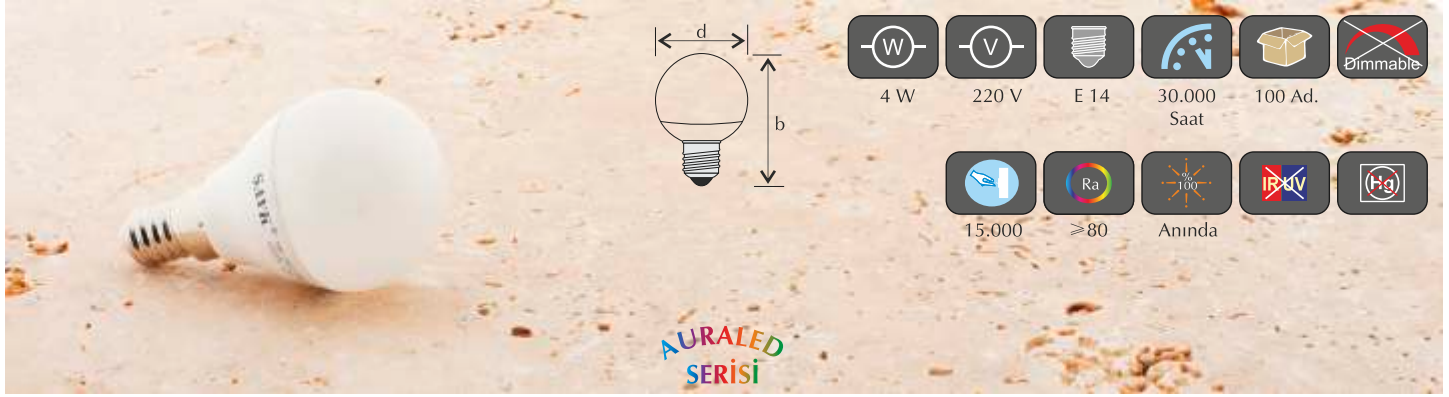 d
b
W
V
Dimmable
4 W
220 V
E 14
30.000
Saat
100 Ad.
Ra
%
100
IR UV
Hg
15.000
≥80
Anında
SAVK
AURALED
SERİSİ